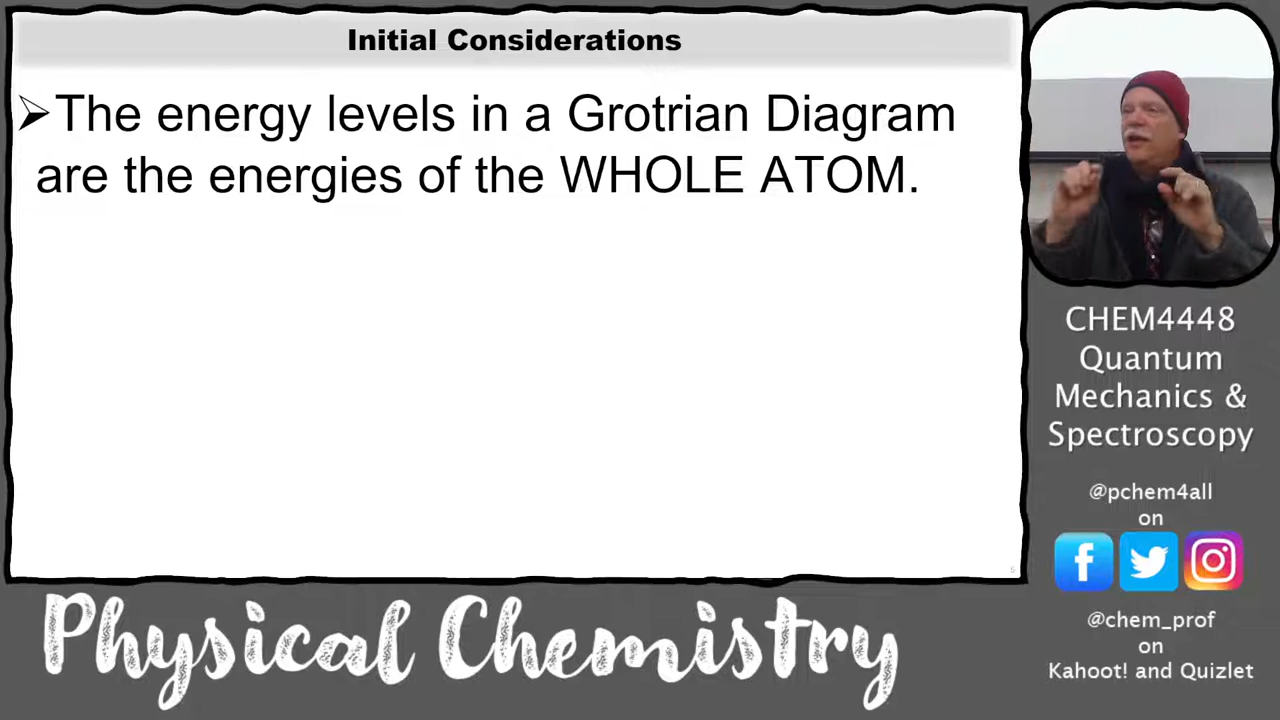 Initial Considerations
➢The energy levels in a Grotrian Diagram
are the energies of the WHOLE ATOM.
5
CHEM4448
Quantum
Mechanics &
Spectroscopy
@pchem4all
on
@chem_prof
on
Kahoot! and Quizlet
Physical Chemistry